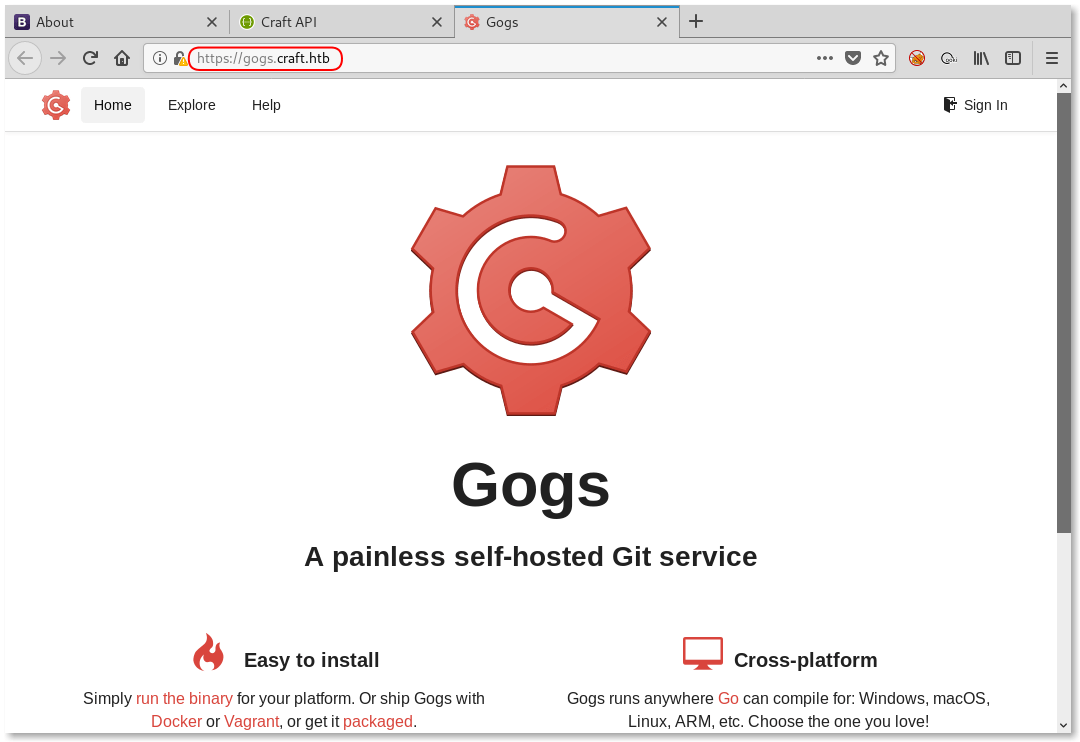 About
Craft API
Gogs
https://gogs.craft.htb
Home Explore Help Sign In
Gogs
A painless self-hosted Git service
Easy to install
Simply run the binary for your platform. Or ship Gogs with
Docker or Vagrant, or get it packaged.
Cross-platform
Gogs runs anywhere Go can compile for: Windows, macOS,
Linux, ARM, etc. Choose the one you love!